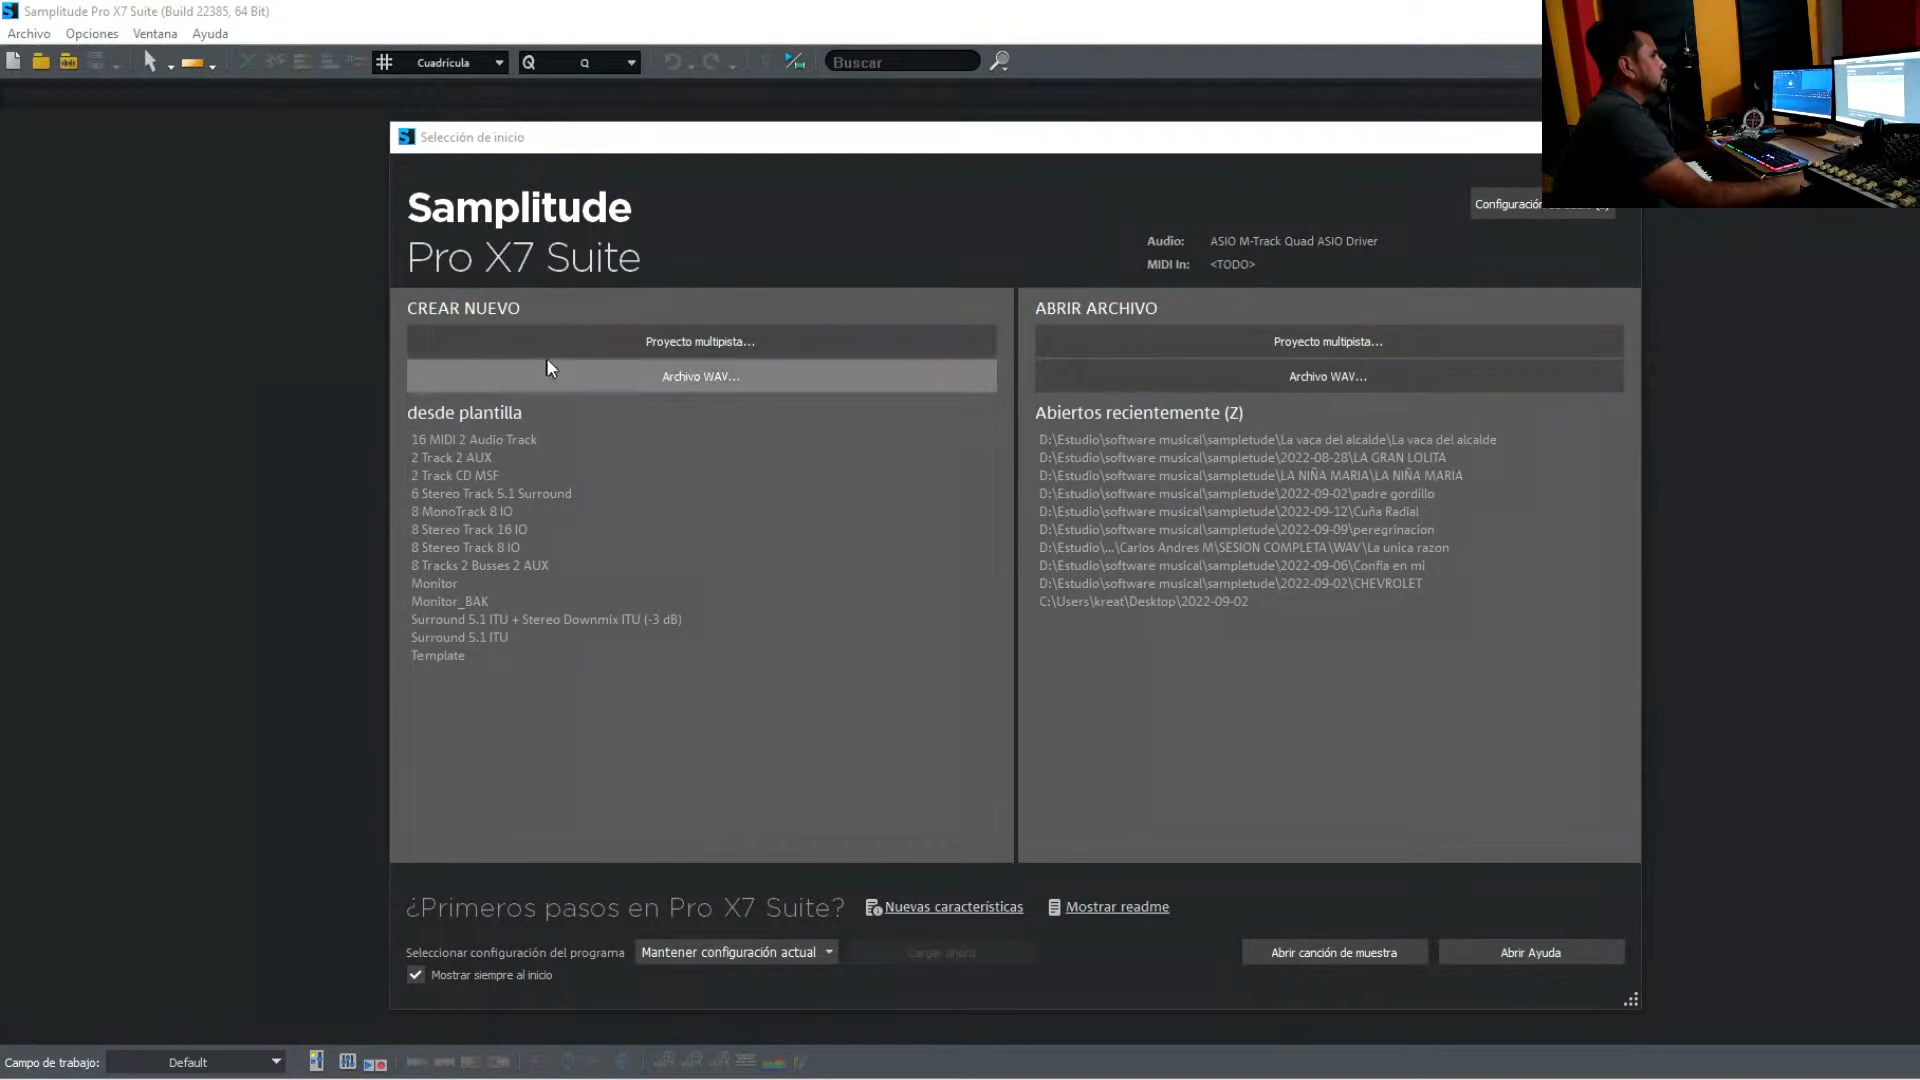 Samplitude Pro X7 Suite (Build 22385, 64 Bit)
Archivo Opciones Ventana Ayuda
Cuadrícula
Q
Buscar
Selección de inicio
Samplitude
Pro X7 Suite
Configuración
Audio: ASIO M-Track Quad ASIO Driver
MIDI In: <TODO>
CREAR NUEVO
Proyecto multipista...
Archivo WAV...
desde plantilla
16 MIDI 2 Audio Track
2 Track 2 AUX
2 Track CD MSF
6 Stereo Track 5.1 Surround
8 MonoTrack 8 IO
8 Stereo Track 16 IO
8 Stereo Track 8 IO
8 Tracks 2 Busses 2 AUX
Monitor
Monitor_BAK
Surround 5.1 ITU + Stereo Downmix ITU (-3 dB)
Surround 5.1 ITU
Template
ABRIR ARCHIVO
Proyecto multipista...
Archivo WAV...
Abiertos recientemente (Z)
D:\Estudio\software musical\sampletude\La vaca del alcalde\La vaca del alcalde
D:\Estudio\software musical\sampletude\2022-08-28\LA GRAN LOLITA
D:\Estudio\software musical\sampletude\LA NIÑA MARIA\LA NIÑA MARIA
D:\Estudio\software musical\sampletude\2022-09-02\padre gordillo
D:\Estudio\software musical\sampletude\2022-09-12\Cuña Radial
D:\Estudio\software musical\sampletude\2022-09-09\peregrinacion
D:\Estudio\...\Carlos Andres M\SESION COMPLETA\WAV\La unica razon
D:\Estudio\software musical\sampletude\2022-09-06\Confia en mi
D:\Estudio\software musical\sampletude\2022-09-02\CHEVROLET
C:\Users\kreat\Desktop\2022-09-02
¿Primeros pasos en Pro X7 Suite? Nuevas características Mostrar readme
Seleccionar configuración del programa Mantener configuración actual Cargar ahora Abrir canción de muestra Abrir Ayuda
Mostrar siempre al inicio
Campo de trabajo: Default